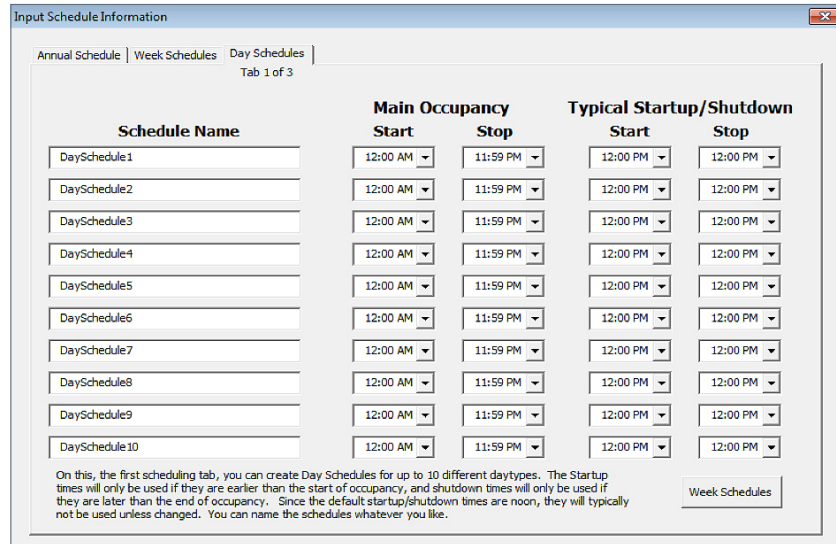 Input Schedule Information
Annual Schedule Week Schedules Day Schedules
Tab 1 of 3
Main Occupancy Typical Startup/Shutdown
Schedule Name Start Stop Start Stop
DaySchedule1 12:00 AM 11:59 PM 12:00 PM 12:00 PM
DaySchedule2 12:00 AM 11:59 PM 12:00 PM 12:00 PM
DaySchedule3 12:00 AM 11:59 PM 12:00 PM 12:00 PM
DaySchedule4 12:00 AM 11:59 PM 12:00 PM 12:00 PM
DaySchedule5 12:00 AM 11:59 PM 12:00 PM 12:00 PM
DaySchedule6 12:00 AM 11:59 PM 12:00 PM 12:00 PM
DaySchedule7 12:00 AM 11:59 PM 12:00 PM 12:00 PM
DaySchedule8 12:00 AM 11:59 PM 12:00 PM 12:00 PM
DaySchedule9 12:00 AM 11:59 PM 12:00 PM 12:00 PM
DaySchedule10 12:00 AM 11:59 PM 12:00 PM 12:00 PM
On this, the first scheduling tab, you can create Day Schedules for up to 10 different daytypes. The Startup
times will only be used if they are earlier than the start of occupancy, and shutdown times will only be used if
they are later than the end of occupancy. Since the default startup/shutdown times are noon, they will typically
not be used unless changed. You can name the schedules whatever you like.
Week Schedules